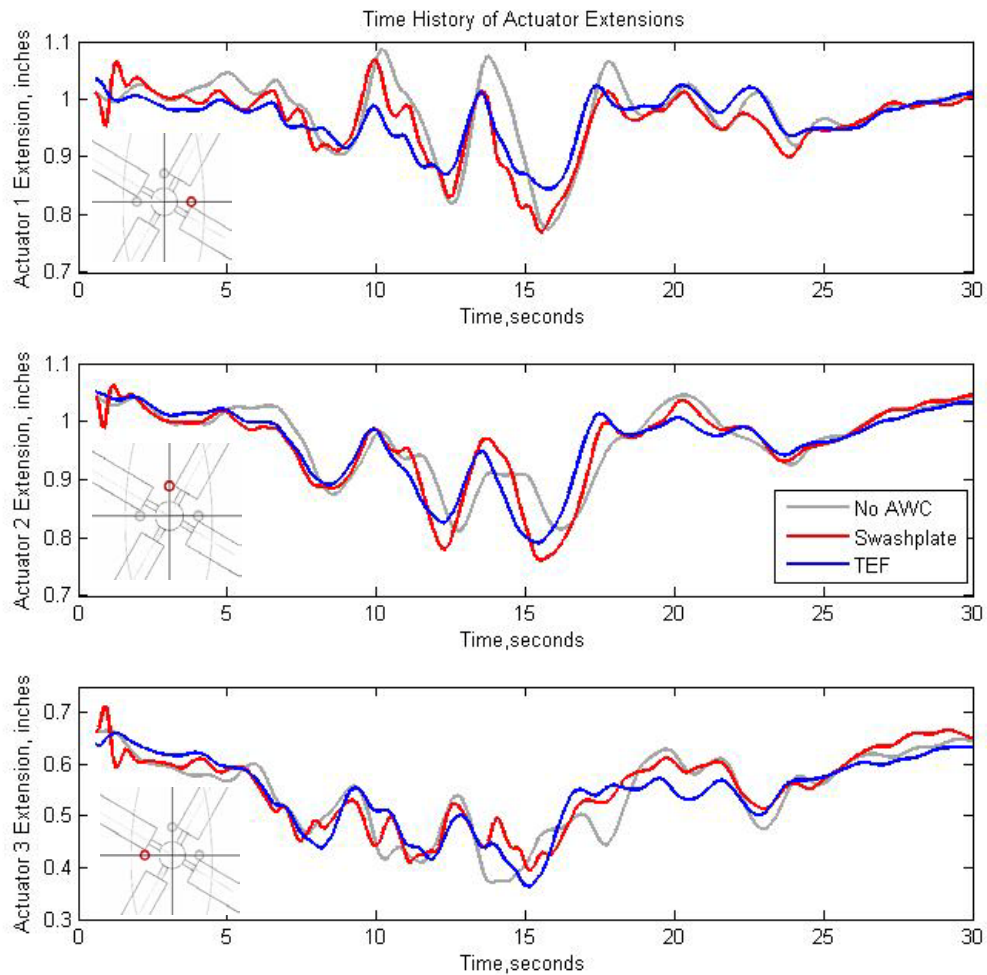 Time History of Actuator Extensions
Actuator 1 Extension, inches
1.1
1
0.9
0.8
0.7
0 5 10 15 20 25 30
Time,seconds
Actuator 2 Extension, inches
1.1
1
0.9
0.8
0.7
No AWC
Swashplate
TEF
0 5 10 15 20 25 30
Time,seconds
Actuator 3 Extension, inches
0.7
0.6
0.5
0.4
0.3
0 5 10 15 20 25 30
Time,seconds